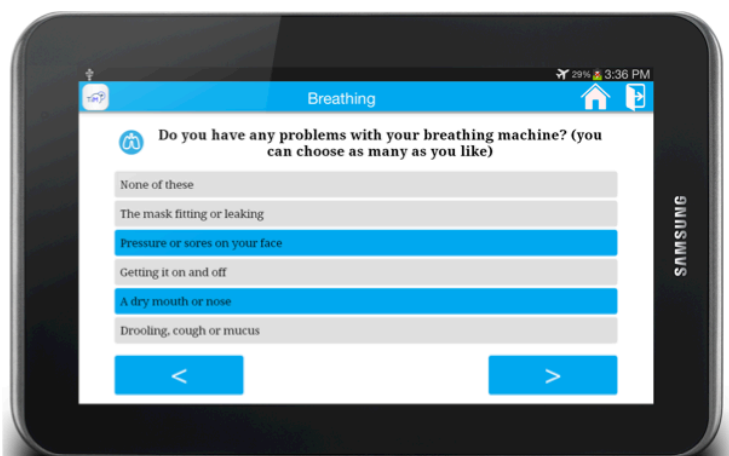 29% 3:36 PM
TiM
Breathing
Do you have any problems with your breathing machine? (you
can choose as many as you like)
None of these
The mask fitting or leaking
Pressure or sores on your face
Getting it on and off
A dry mouth or nose
Drooling, cough or mucus
< >
SAMSUNG